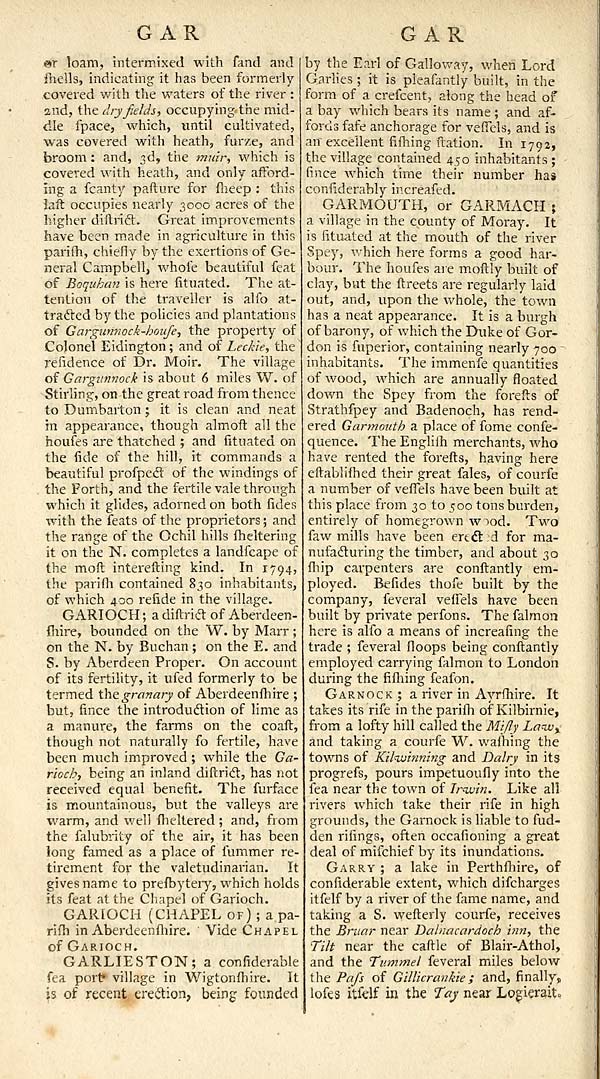 GAR
or loam, intermixed with ſand and
ſhells, indicating it has been formerly
covered with the waters of the river :
2nd, the dry fields, occupying the mid-
dle ſpace, which, until cultivated,
was covered with heath, furze, and
broom : and, 3d, the muir, which is
covered with heath, and only afford-
ing a ſcanty paſture for ſheep : this
laſt occupies nearly 3000 acres of the
higher diſtrict. Great improvements
have been made in agriculture in this
pariſh, chiefly by the exertions of Ge-
neral Campbell, whoſe beautiful ſeat
of Boquhan is here ſituated. The at-
tention of the traveller is alſo at-
tracted by the policies and plantations
of Gargunnock-houſe, the property of
Colonel Eidington; and of Leckie, the
reſidence of Dr. Moir. The village
of Gargunnock is about 6 miles W. of
Stirling, on the great road from thence
to Dumbarton; it is clean and neat
in appearance, though almoſt all the
houſes are thatched ; and ſituated on
the ſide of the hill, it commands a
beautiful proſpect of the windings of
the Forth, and the fertile vale through
which it glides, adorned on both ſides
with the ſeats of the proprietors; and
the range of the Ochil hills ſheltering
it on the N. completes a landſcape of
the moſt intereſting kind. In 1794,
the pariſh contained 830 inhabitants,
of which 400 reſide in the village.
GARIOCH; a diſtrict of Aberdeen-
ſhire, bounded on the W. by Marr;
on the N. by Buchan; on the E. and
S. by Aberdeen Proper. On account
of its fertility, it uſed formerly to be
termed the granary of Aberdeenſhire ;
but, ſince the introduction of lime as
a manure, the farms on the coaſt,
though not naturally ſo fertile, have
been much improved; while the Ga-
rioch, being an inland diſtrict, has not
received equal benefit. The ſurface
is mountainous, but the valleys are
warm, and well ſheltered; and, from
the ſalubrity of the air, it has been
long famed as a place of ſummer re-
tirement for the valetudinarian. It
gives name to preſbytery, which holds
its ſeat at the Chapel of Garioch.
GARIOCH (CHAPEL OF); a pa-
riſh in Aberdeenſhire. Vide CHAPEL
of GARIOCH.
GARLIESTON; a conſiderable
ſea port village in Wigtonſhire. It
is of recent erection, being founded
GAR
by the Earl of Galloway, when Lord
Garlies; it is pleaſantly built, in the
form of a creſcent, along the head of
a bay which bears its name; and af-
fords ſafe anchorage for veſſels, and is
an excellent fiſhing ſtation. In 1792,
the village contained 450 inhabitants;
ſince which time their number has
conſiderably increaſed.
GARMOUTH, or GARMACH ;
a village in the county of Moray. It
is ſituated at the mouth of the river
Spey, which here forms a good har-
bour. The houſes are moſtly built of
clay, but the ſtreets are regularly laid
out, and, upon the whole, the town
has a neat appearance. It is a burgh
of barony, of which the Duke of Gor-
don is ſuperior, containing nearly 700
inhabitants. The immenſe quantities
of wood, which are annually floated
down the Spey from the foreſts of
Strathſpey and Badenoch, has rend-
ered Garmouth a place of ſome conſe-
quence. The Engliſh merchants, who
have rented the foreſts, having here
eſtabliſhed their great ſales, of courſe
a number of veſſels have been built at
this place from 30 to 500 tons burden,
entirely of homegrown wood. Two
ſaw mills have been erected for ma-
nufacturing the timber, and about 30
ſhip carpenters are conſtantly em-
ployed. Beſides thoſe built by the
company, ſeveral veſſels have been
built by private perſons. The ſalmon
here is alſo a means of increaſing the
trade ; ſeveral ſloops being conſtantly
employed carrying ſalmon to London
during the fiſhing ſeaſon.
GARNOCK ; a river in Ayrſhire. It
takes its riſe in the pariſh of Kilbirnie,
from a lofty hill called the Miſly Law,
and taking a courſe W. waſhing the
towns of Kilwinning and Dalry in its
progreſs, pours impetuouſly into the
ſea near the town of Irwin. Like all
rivers which take their riſe in high
grounds, the Garnock is liable to ſud-
den riſings, often occaſioning a great
deal of miſchief by its inundations.
GARRY ; a lake in Perthſhire, of
conſiderable extent, which diſcharges
itſelf by a river of the ſame name, and
taking a S. weſterly courſe, receives
the Bruar near Dalnacardoch inn, the
Tilt near the caſtle of Blair-Athol,
and the Tummel ſeveral miles below
the Paſs of Gillicrankie; and, finally,
loſes itſelf in the Tay near Logierait.